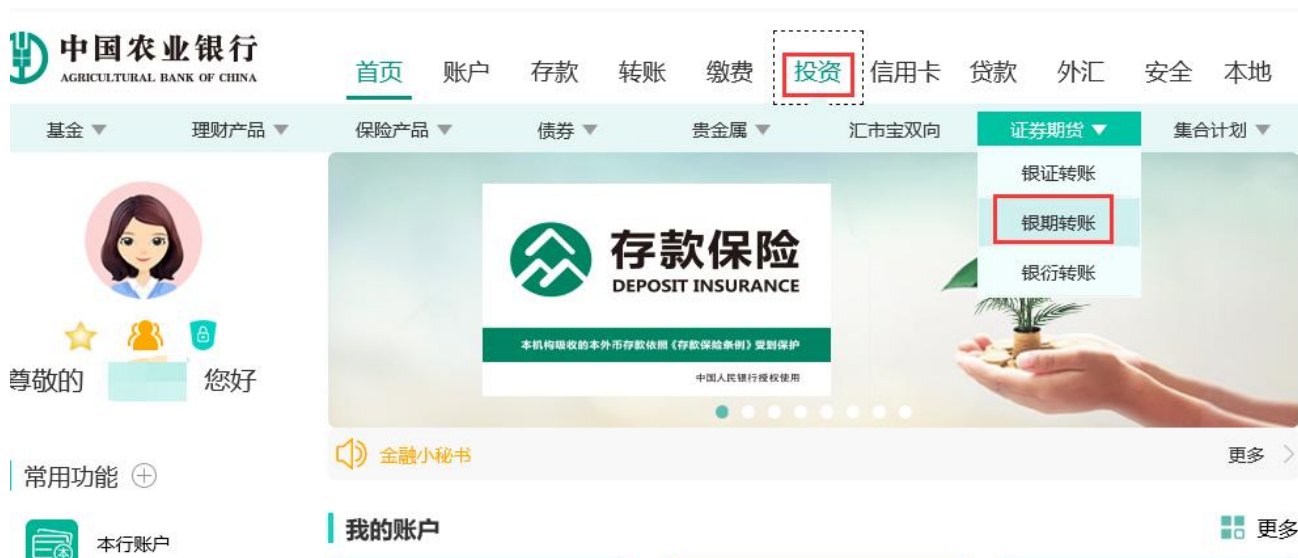 中国农业银行
AGRICULTURAL BANK OF CHINA
首页 账户 存款 转账 缴费 投资 信用卡 贷款 外汇 安全 本地
基金 理财产品 保险产品 债券 贵金属 汇市宝双向 证券期货 集合计划
银证转账
银期转账
银衍转账
存款保险
DEPOSIT INSURANCE
本机构吸收的本外币存款依照《存款保险条例》受到保护
中国人民银行授权使用
尊敬的 您好
金融小秘书 更多
常用功能
我的账户 更多
本行账户